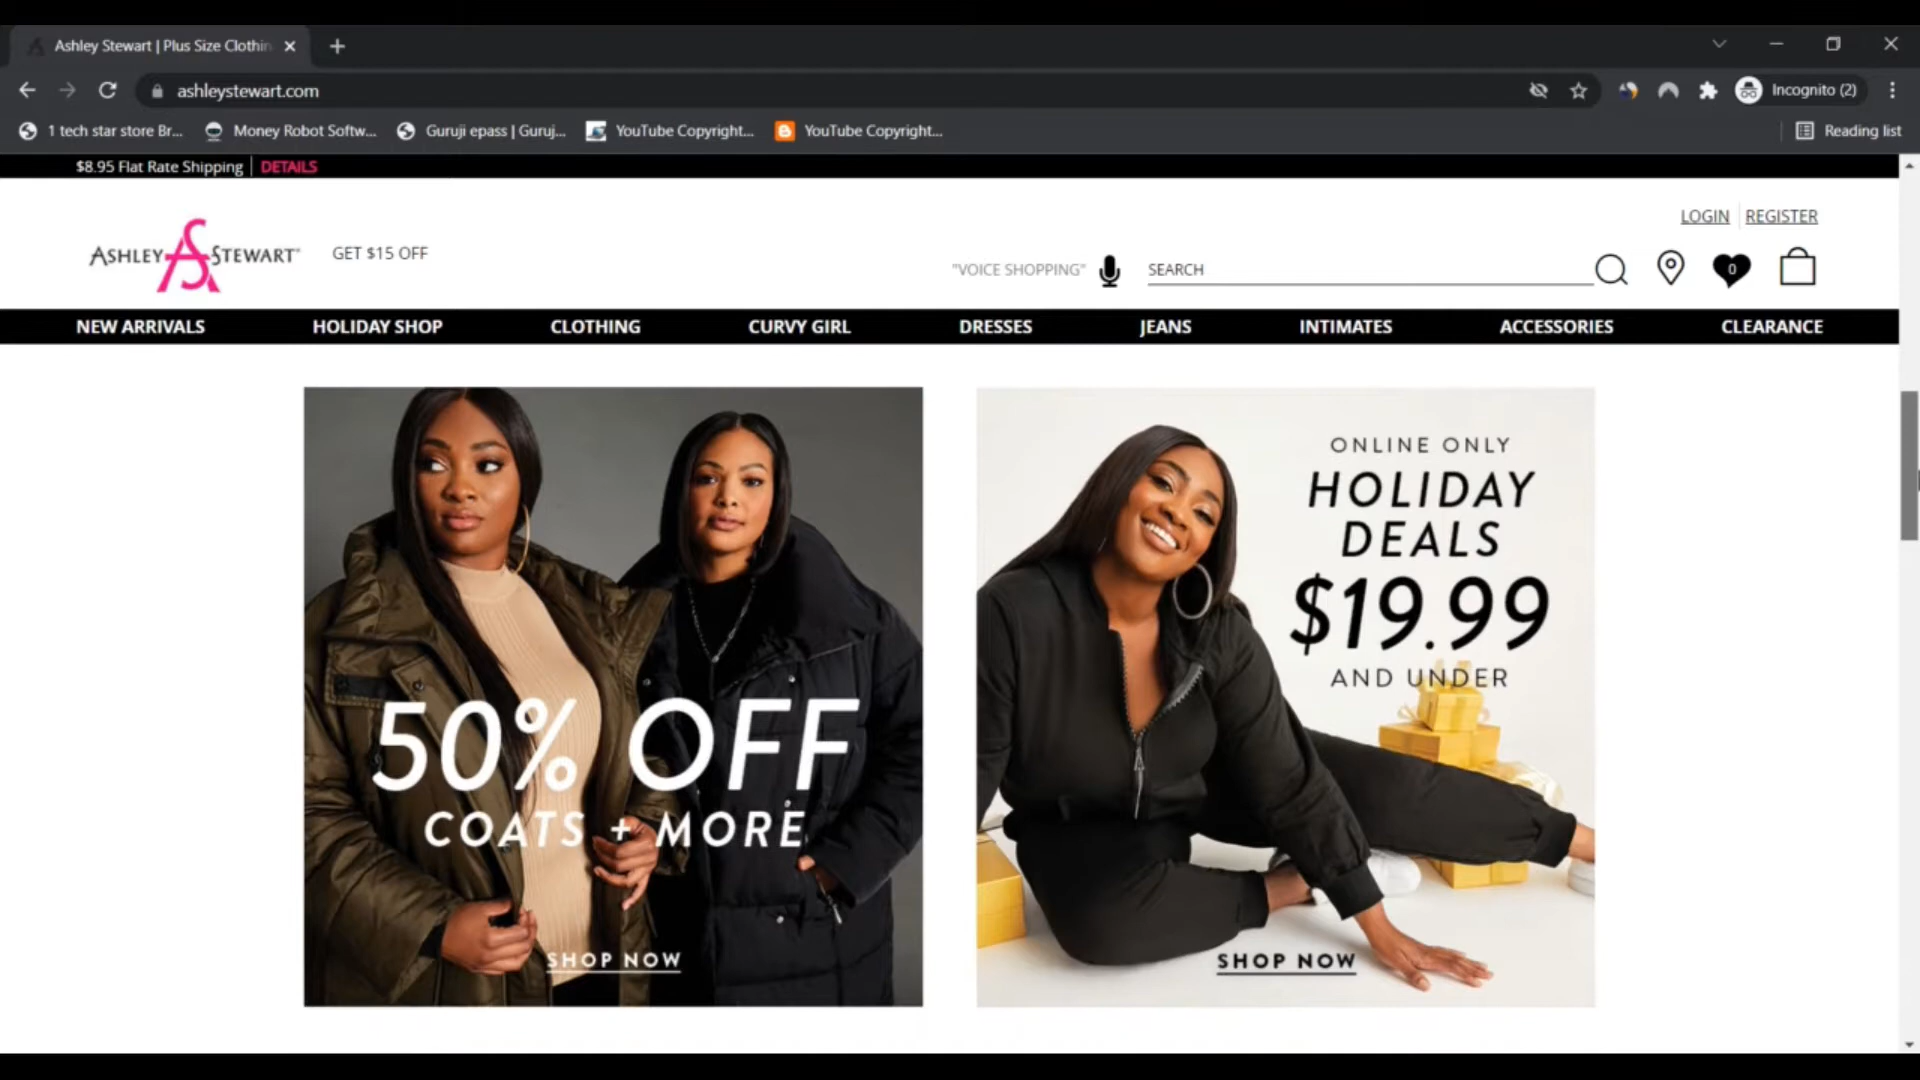 Ashley Stewart | Plus Size Clothin
ashleystewart.com
Incognito (2)
1 tech star store Br...
Money Robot Softw...
Guruji epass | Guruj...
YouTube Copyright...
YouTube Copyright...
Reading list
$8.95 Flat Rate Shipping | DETAILS
LOGIN
REGISTER
ASHLEY STEWART
GET $15 OFF
"VOICE SHOPPING"
SEARCH
0
NEW ARRIVALS
HOLIDAY SHOP
CLOTHING
CURVY GIRL
DRESSES
JEANS
INTIMATES
ACCESSORIES
CLEARANCE
50% OFF
COATS + MORE
SHOP NOW
ONLINE ONLY
HOLIDAY
DEALS
$19.99
AND UNDER
SHOP NOW